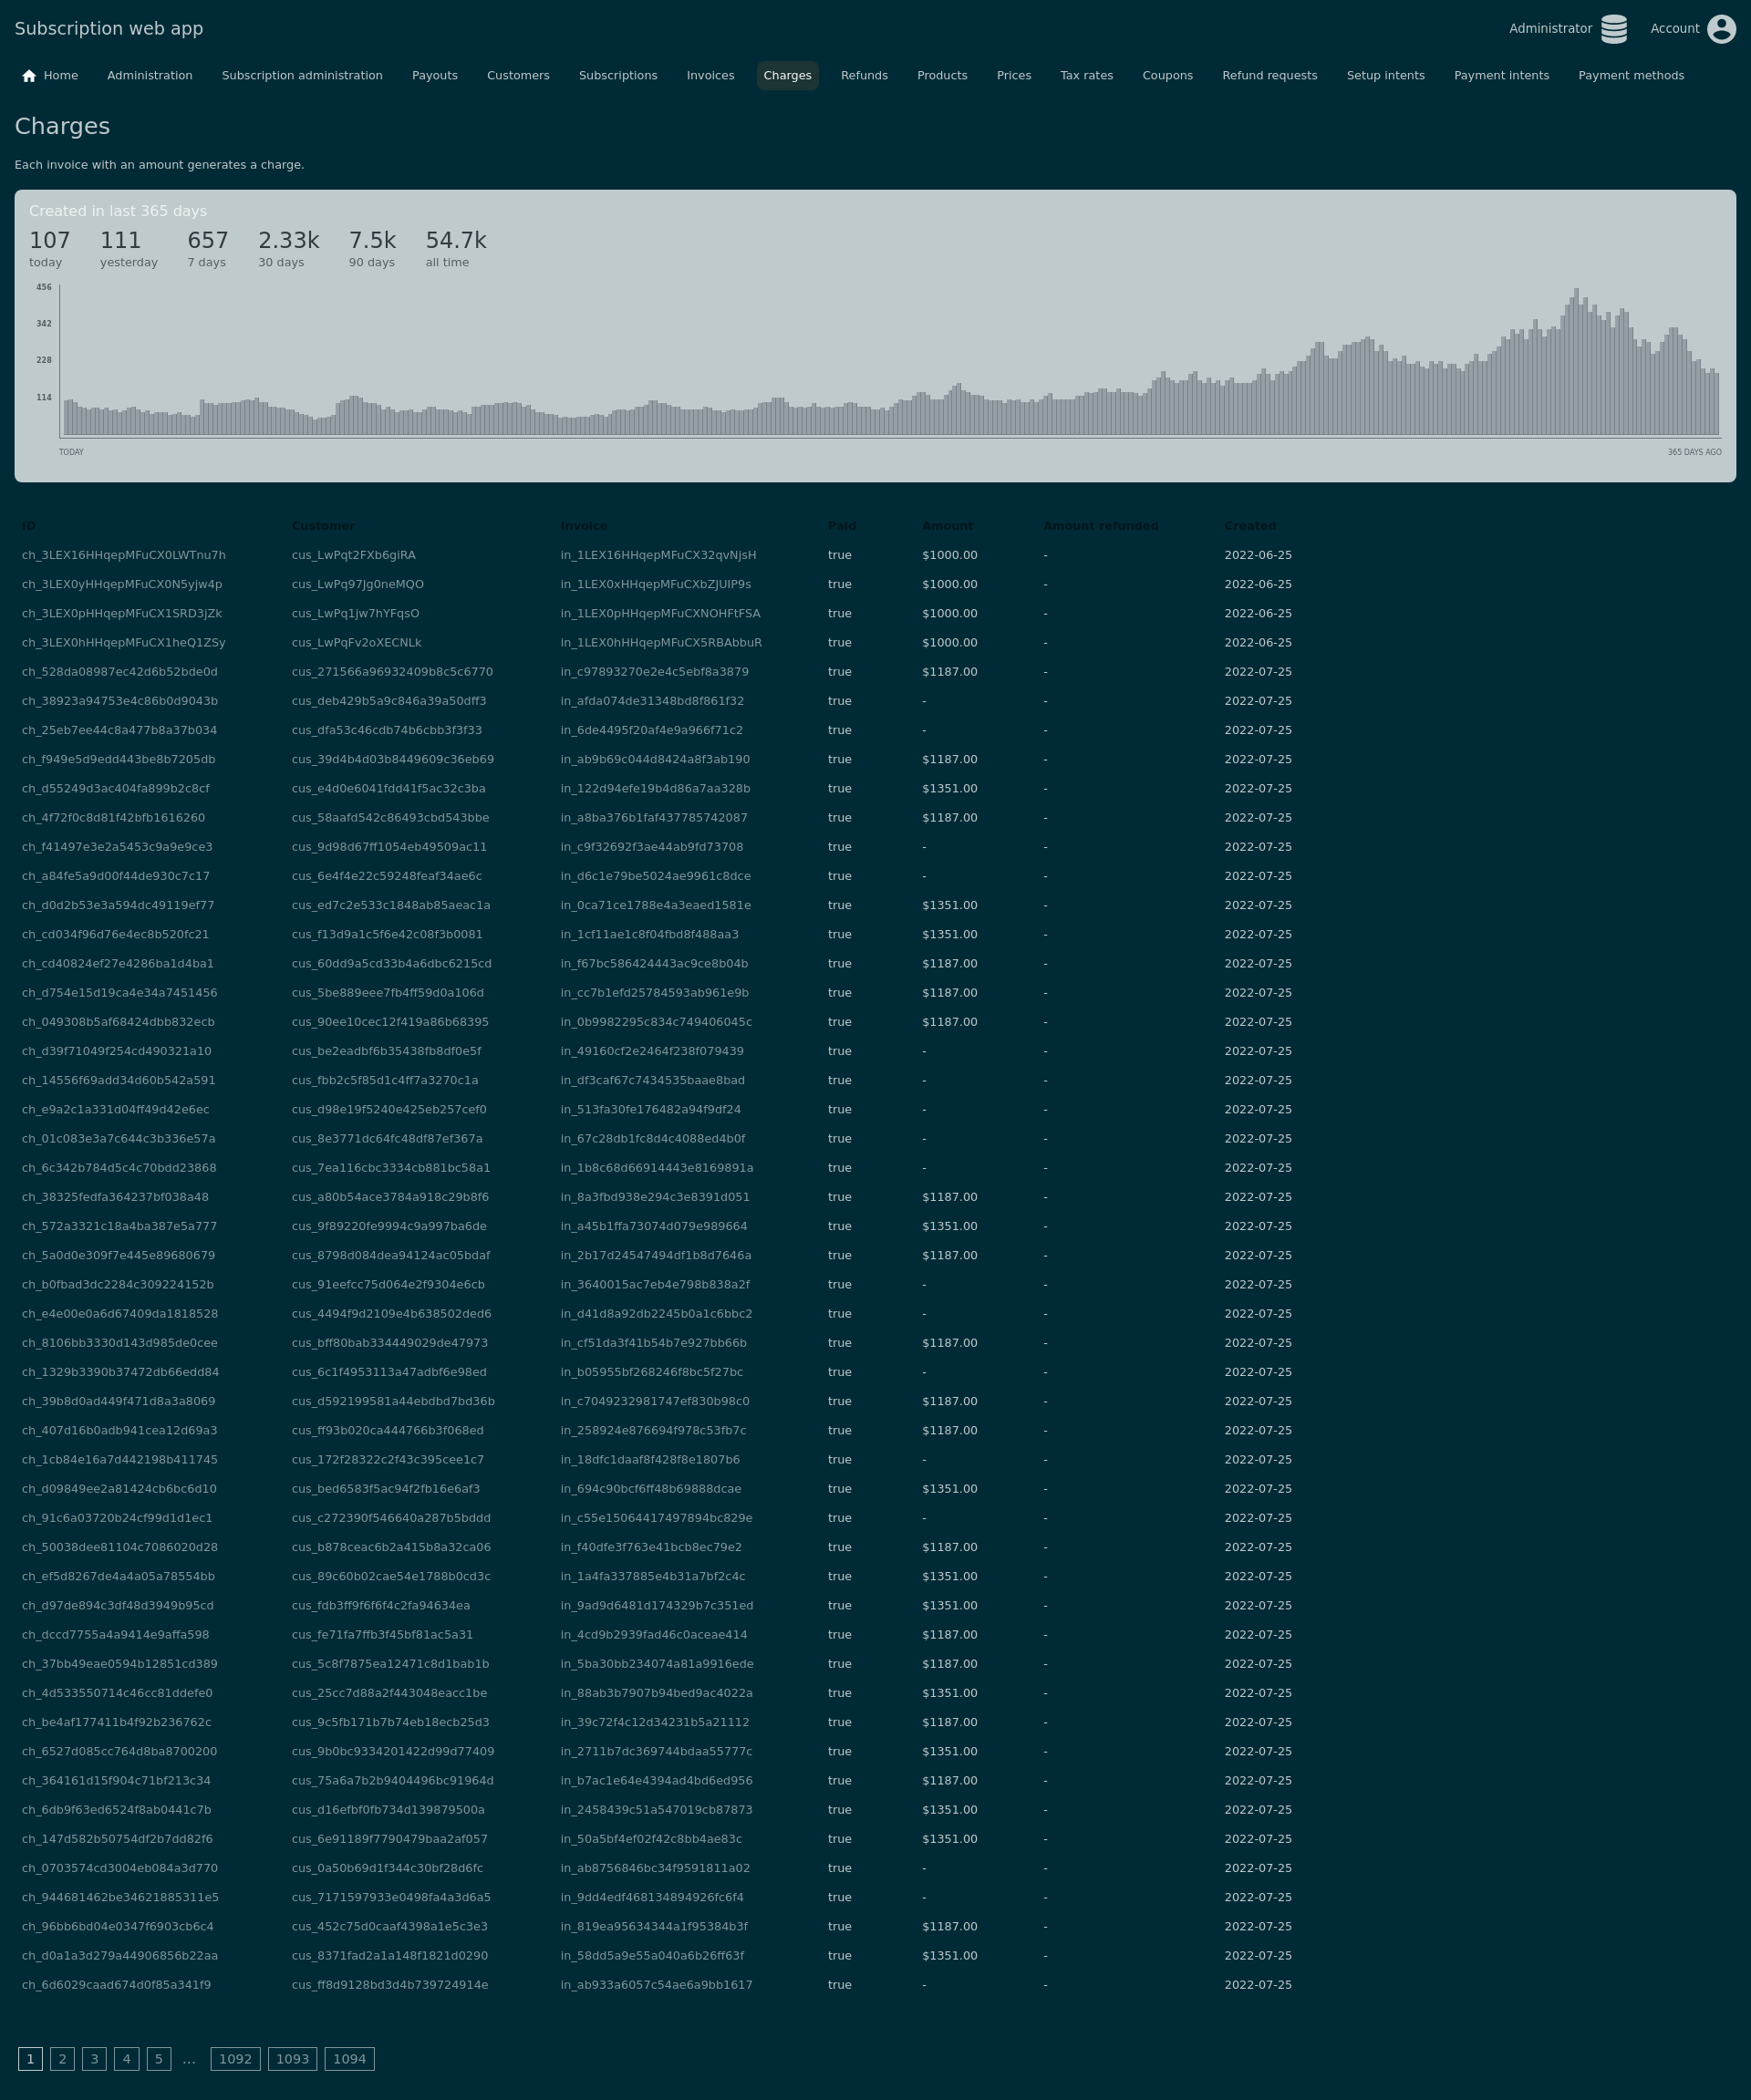 Subscription web app Administrator Account
Home Administration Subscription administration Payouts Customers Subscriptions Invoices Charges Refunds Products Prices Tax rates Coupons Refund requests Setup intents Payment intents Payment methods
Charges
Each invoice with an amount generates a charge.
Created in last 365 days
107 111 657 2.33k 7.5k 54.7k
today yesterday 7 days 30 days 90 days all time
456
342
228
114
TODAY 365 DAYS AGO
ID Customer Invoice Paid Amount Amount refunded Created
ch_3LEX16HHqepMFuCX0LWTnu7h cus_LwPqt2FXb6giRA in_1LEX16HHqepMFuCX32qvNjsH true $1000.00 - 2022-06-25
ch_3LEX0yHHqepMFuCX0N5yjw4p cus_LwPq97Jg0neMQO in_1LEX0xHHqepMFuCXbZJUIP9s true $1000.00 - 2022-06-25
ch_3LEX0pHHqepMFuCX1SRD3jZk cus_LwPq1jw7hYFqsO in_1LEX0pHHqepMFuCXNOHFtFSA true $1000.00 - 2022-06-25
ch_3LEX0hHHqepMFuCX1heQ1ZSy cus_LwPqFv2oXECNLk in_1LEX0hHHqepMFuCX5RBAbbuR true $1000.00 - 2022-06-25
ch_528da08987ec42d6b52bde0d cus_271566a96932409b8c5c6770 in_c97893270e2e4c5ebf8a3879 true $1187.00 - 2022-07-25
ch_38923a94753e4c86b0d9043b cus_deb429b5a9c846a39a50dff3 in_afda074de31348bd8f861f32 true - - 2022-07-25
ch_25eb7ee44c8a477b8a37b034 cus_dfa53c46cdb74b6cbb3f3f33 in_6de4495f20af4e9a966f71c2 true - - 2022-07-25
ch_f949e5d9edd443be8b7205db cus_39d4b4d03b8449609c36eb69 in_ab9b69c044d8424a8f3ab190 true $1187.00 - 2022-07-25
ch_d55249d3ac404fa899b2c8cf cus_e4d0e6041fdd41f5ac32c3ba in_122d94efe19b4d86a7aa328b true $1351.00 - 2022-07-25
ch_4f72f0c8d81f42bfb1616260 cus_58aafd542c86493cbd543bbe in_a8ba376b1faf437785742087 true $1187.00 - 2022-07-25
ch_f41497e3e2a5453c9a9e9ce3 cus_9d98d67ff1054eb49509ac11 in_c9f32692f3ae44ab9fd73708 true - - 2022-07-25
ch_a84fe5a9d00f44de930c7c17 cus_6e4f4e22c59248feaf34ae6c in_d6c1e79be5024ae9961c8dce true - - 2022-07-25
ch_d0d2b53e3a594dc49119ef77 cus_ed7c2e533c1848ab85aeac1a in_0ca71ce1788e4a3eaed1581e true $1351.00 - 2022-07-25
ch_cd034f96d76e4ec8b520fc21 cus_f13d9a1c5f6e42c08f3b0081 in_1cf11ae1c8f04fbd8f488aa3 true $1351.00 - 2022-07-25
ch_cd40824ef27e4286ba1d4ba1 cus_60dd9a5cd33b4a6dbc6215cd in_f67bc586424443ac9ce8b04b true $1187.00 - 2022-07-25
ch_d754e15d19ca4e34a7451456 cus_5be889eee7fb4ff59d0a106d in_cc7b1efd25784593ab961e9b true $1187.00 - 2022-07-25
ch_049308b5af68424dbb832ecb cus_90ee10cec12f419a86b68395 in_0b9982295c834c749406045c true $1187.00 - 2022-07-25
ch_d39f71049f254cd490321a10 cus_be2eadbf6b35438fb8df0e5f in_49160cf2e2464f238f079439 true - - 2022-07-25
ch_14556f69add34d60b542a591 cus_fbb2c5f85d1c4ff7a3270c1a in_df3caf67c7434535baae8bad true - - 2022-07-25
ch_e9a2c1a331d04ff49d42e6ec cus_d98e19f5240e425eb257cef0 in_513fa30fe176482a94f9df24 true - - 2022-07-25
ch_01c083e3a7c644c3b336e57a cus_8e3771dc64fc48df87ef367a in_67c28db1fc8d4c4088ed4b0f true - - 2022-07-25
ch_6c342b784d5c4c70bdd23868 cus_7ea116cbc3334cb881bc58a1 in_1b8c68d66914443e8169891a true - - 2022-07-25
ch_38325fedfa364237bf038a48 cus_a80b54ace3784a918c29b8f6 in_8a3fbd938e294c3e8391d051 true $1187.00 - 2022-07-25
ch_572a3321c18a4ba387e5a777 cus_9f89220fe9994c9a997ba6de in_a45b1ffa73074d079e989664 true $1351.00 - 2022-07-25
ch_5a0d0e309f7e445e89680679 cus_8798d084dea94124ac05bdaf in_2b17d24547494df1b8d7646a true $1187.00 - 2022-07-25
ch_b0fbad3dc2284c309224152b cus_91eefcc75d064e2f9304e6cb in_3640015ac7eb4e798b838a2f true - - 2022-07-25
ch_e4e00e0a6d67409da1818528 cus_4494f9d2109e4b638502ded6 in_d41d8a92db2245b0a1c6bbc2 true - - 2022-07-25
ch_8106bb3330d143d985de0cee cus_bff80bab334449029de47973 in_cf51da3f41b54b7e927bb66b true $1187.00 - 2022-07-25
ch_1329b3390b37472db66edd84 cus_6c1f4953113a47adbf6e98ed in_b05955bf268246f8bc5f27bc true - - 2022-07-25
ch_39b8d0ad449f471d8a3a8069 cus_d592199581a44ebdbd7bd36b in_c7049232981747ef830b98c0 true $1187.00 - 2022-07-25
ch_407d16b0adb941cea12d69a3 cus_ff93b020ca444766b3f068ed in_258924e876694f978c53fb7c true $1187.00 - 2022-07-25
ch_1cb84e16a7d442198b411745 cus_172f28322c2f43c395cee1c7 in_18dfc1daaf8f428f8e1807b6 true - - 2022-07-25
ch_d09849ee2a81424cb6bc6d10 cus_bed6583f5ac94f2fb16e6af3 in_694c90bcf6ff48b69888dcae true $1351.00 - 2022-07-25
ch_91c6a03720b24cf99d1d1ec1 cus_c272390f546640a287b5bddd in_c55e15064417497894bc829e true - - 2022-07-25
ch_50038dee81104c7086020d28 cus_b878ceac6b2a415b8a32ca06 in_f40dfe3f763e41bcb8ec79e2 true $1187.00 - 2022-07-25
ch_ef5d8267de4a4a05a78554bb cus_89c60b02cae54e1788b0cd3c in_1a4fa337885e4b31a7bf2c4c true $1351.00 - 2022-07-25
ch_d97de894c3df48d3949b95cd cus_fdb3ff9f6f6f4c2fa94634ea in_9ad9d6481d174329b7c351ed true $1351.00 - 2022-07-25
ch_dccd7755a4a9414e9affa598 cus_fe71fa7ffb3f45bf81ac5a31 in_4cd9b2939fad46c0aceae414 true $1187.00 - 2022-07-25
ch_37bb49eae0594b12851cd389 cus_5c8f7875ea12471c8d1bab1b in_5ba30bb234074a81a9916ede true $1187.00 - 2022-07-25
ch_4d533550714c46cc81ddefe0 cus_25cc7d88a2f443048eacc1be in_88ab3b7907b94bed9ac4022a true $1351.00 - 2022-07-25
ch_be4af177411b4f92b236762c cus_9c5fb171b7b74eb18ecb25d3 in_39c72f4c12d34231b5a21112 true $1187.00 - 2022-07-25
ch_6527d085cc764d8ba8700200 cus_9b0bc9334201422d99d77409 in_2711b7dc369744bdaa55777c true $1351.00 - 2022-07-25
ch_364161d15f904c71bf213c34 cus_75a6a7b2b9404496bc91964d in_b7ac1e64e4394ad4bd6ed956 true $1187.00 - 2022-07-25
ch_6db9f63ed6524f8ab0441c7b cus_d16efbf0fb734d139879500a in_2458439c51a547019cb87873 true $1351.00 - 2022-07-25
ch_147d582b50754df2b7dd82f6 cus_6e91189f7790479baa2af057 in_50a5bf4ef02f42c8bb4ae83c true $1351.00 - 2022-07-25
ch_0703574cd3004eb084a3d770 cus_0a50b69d1f344c30bf28d6fc in_ab8756846bc34f9591811a02 true - - 2022-07-25
ch_944681462be34621885311e5 cus_7171597933e0498fa4a3d6a5 in_9dd4edf468134894926fc6f4 true - - 2022-07-25
ch_96bb6bd04e0347f6903cb6c4 cus_452c75d0caaf4398a1e5c3e3 in_819ea95634344a1f95384b3f true $1187.00 - 2022-07-25
ch_d0a1a3d279a44906856b22aa cus_8371fad2a1a148f1821d0290 in_58dd5a9e55a040a6b26ff63f true $1351.00 - 2022-07-25
ch_6d6029caad674d0f85a341f9 cus_ff8d9128bd3d4b739724914e in_ab933a6057c54ae6a9bb1617 true - - 2022-07-25
1 2 3 4 5 ... 1092 1093 1094